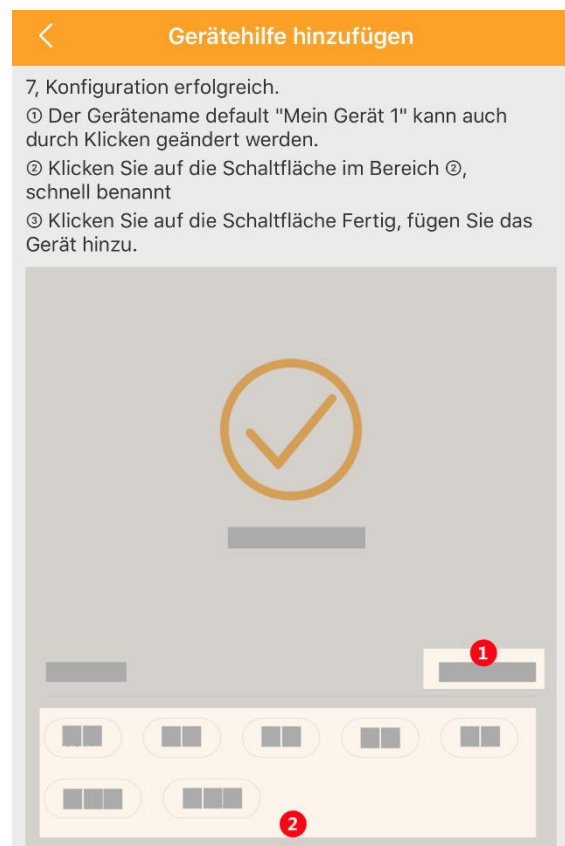 Gerätehilfe hinzufügen
7, Konfiguration erfolgreich.
① Der Gerätename default "Mein Gerät 1" kann auch
durch Klicken geändert werden.
② Klicken Sie auf die Schaltfläche im Bereich ②,
schnell benannt
③ Klicken Sie auf die Schaltfläche Fertig, fügen Sie das
Gerät hinzu.
1
2